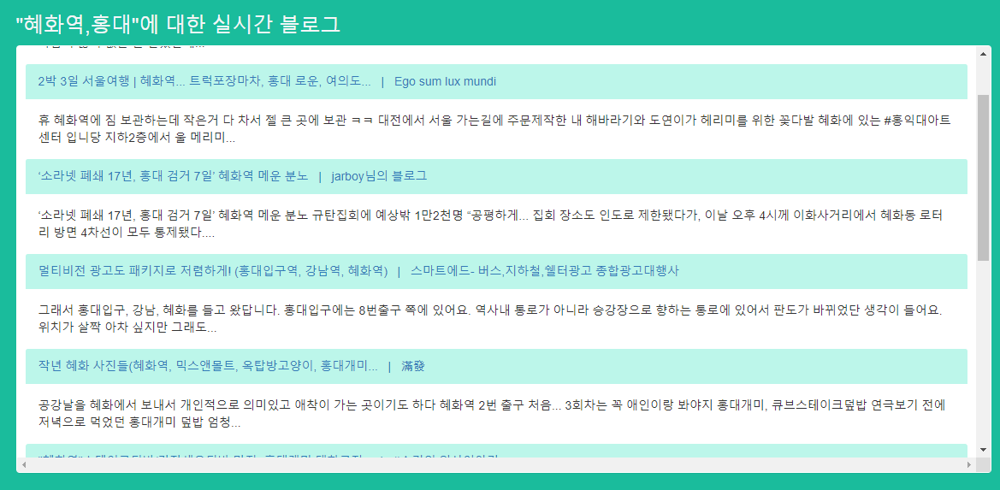 "혜화역,홍대"에 대한 실시간 블로그
2박 3일 서울여행 | 혜화역... 트럭포장마차, 홍대 로운, 여의도... | Ego sum lux mundi
휴 혜화역에 짐 보관하는데 작은거 다 차서 젤 큰 곳에 보관 ㅋㅋ 대전에서 서울 가는길에 주문제작한 내 해바라기와 도연이가 헤리미를 위한 꽃다발 혜화에 있는 #홍익대아트
센터 입니당 지하2층에서 울 메리미...
‘소라넷 폐쇄 17년, 홍대 검거 7일’ 혜화역 메운 분노 | jarboy님의 블로그
‘소라넷 폐쇄 17년, 홍대 검거 7일’ 혜화역 메운 분노 규탄집회에 예상밖 1만2천명 “공평하게... 집회 장소도 인도로 제한됐다가, 이날 오후 4시께 이화사거리에서 혜화동 로터
리 방면 4차선이 모두 통제됐다....
멀티비전 광고도 패키지로 저렴하게! (홍대입구역, 강남역, 혜화역) | 스마트에드- 버스,지하철,쉘터광고 종합광고대행사
그래서 홍대입구, 강남, 혜화를 들고 왔답니다. 홍대입구에는 8번출구 쪽에 있어요. 역사내 통로가 아니라 승강장으로 향하는 통로에 있어서 판도가 바뀌었단 생각이 들어요.
위치가 살짝 아차 싶지만 그래도...
작년 혜화 사진들(혜화역, 믹스앤몰트, 옥탑방고양이, 홍대개미... | 滿發
공강날을 혜화에서 보내서 개인적으로 의미있고 애착이 가는 곳이기도 하다 혜화역 2번 출구 처음... 3회차는 꼭 애인이랑 봐야지 홍대개미, 큐브스테이크덮밥 연극보기 전에
저녁으로 먹었던 홍대개미 덮밥 엄청...